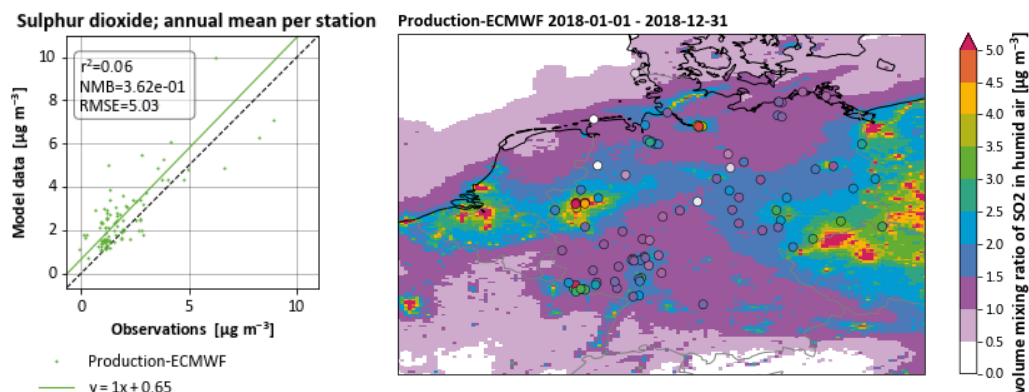 Sulphur dioxide; annual mean per station
r²=0.06
NMB=3.62e-01
RMSE=5.03
Model data [µg m⁻³]
10
8
6
4
2
0
0
5
10
Observations [µg m⁻³]
Production-ECMWF
y = 1x + 0.65
Production-ECMWF 2018-01-01 - 2018-12-31
5.0
4.5
4.0
3.5
3.0
2.5
2.0
1.5
1.0
0.5
0.0
volume mixing ratio of SO2 in humid air [µg m⁻³]